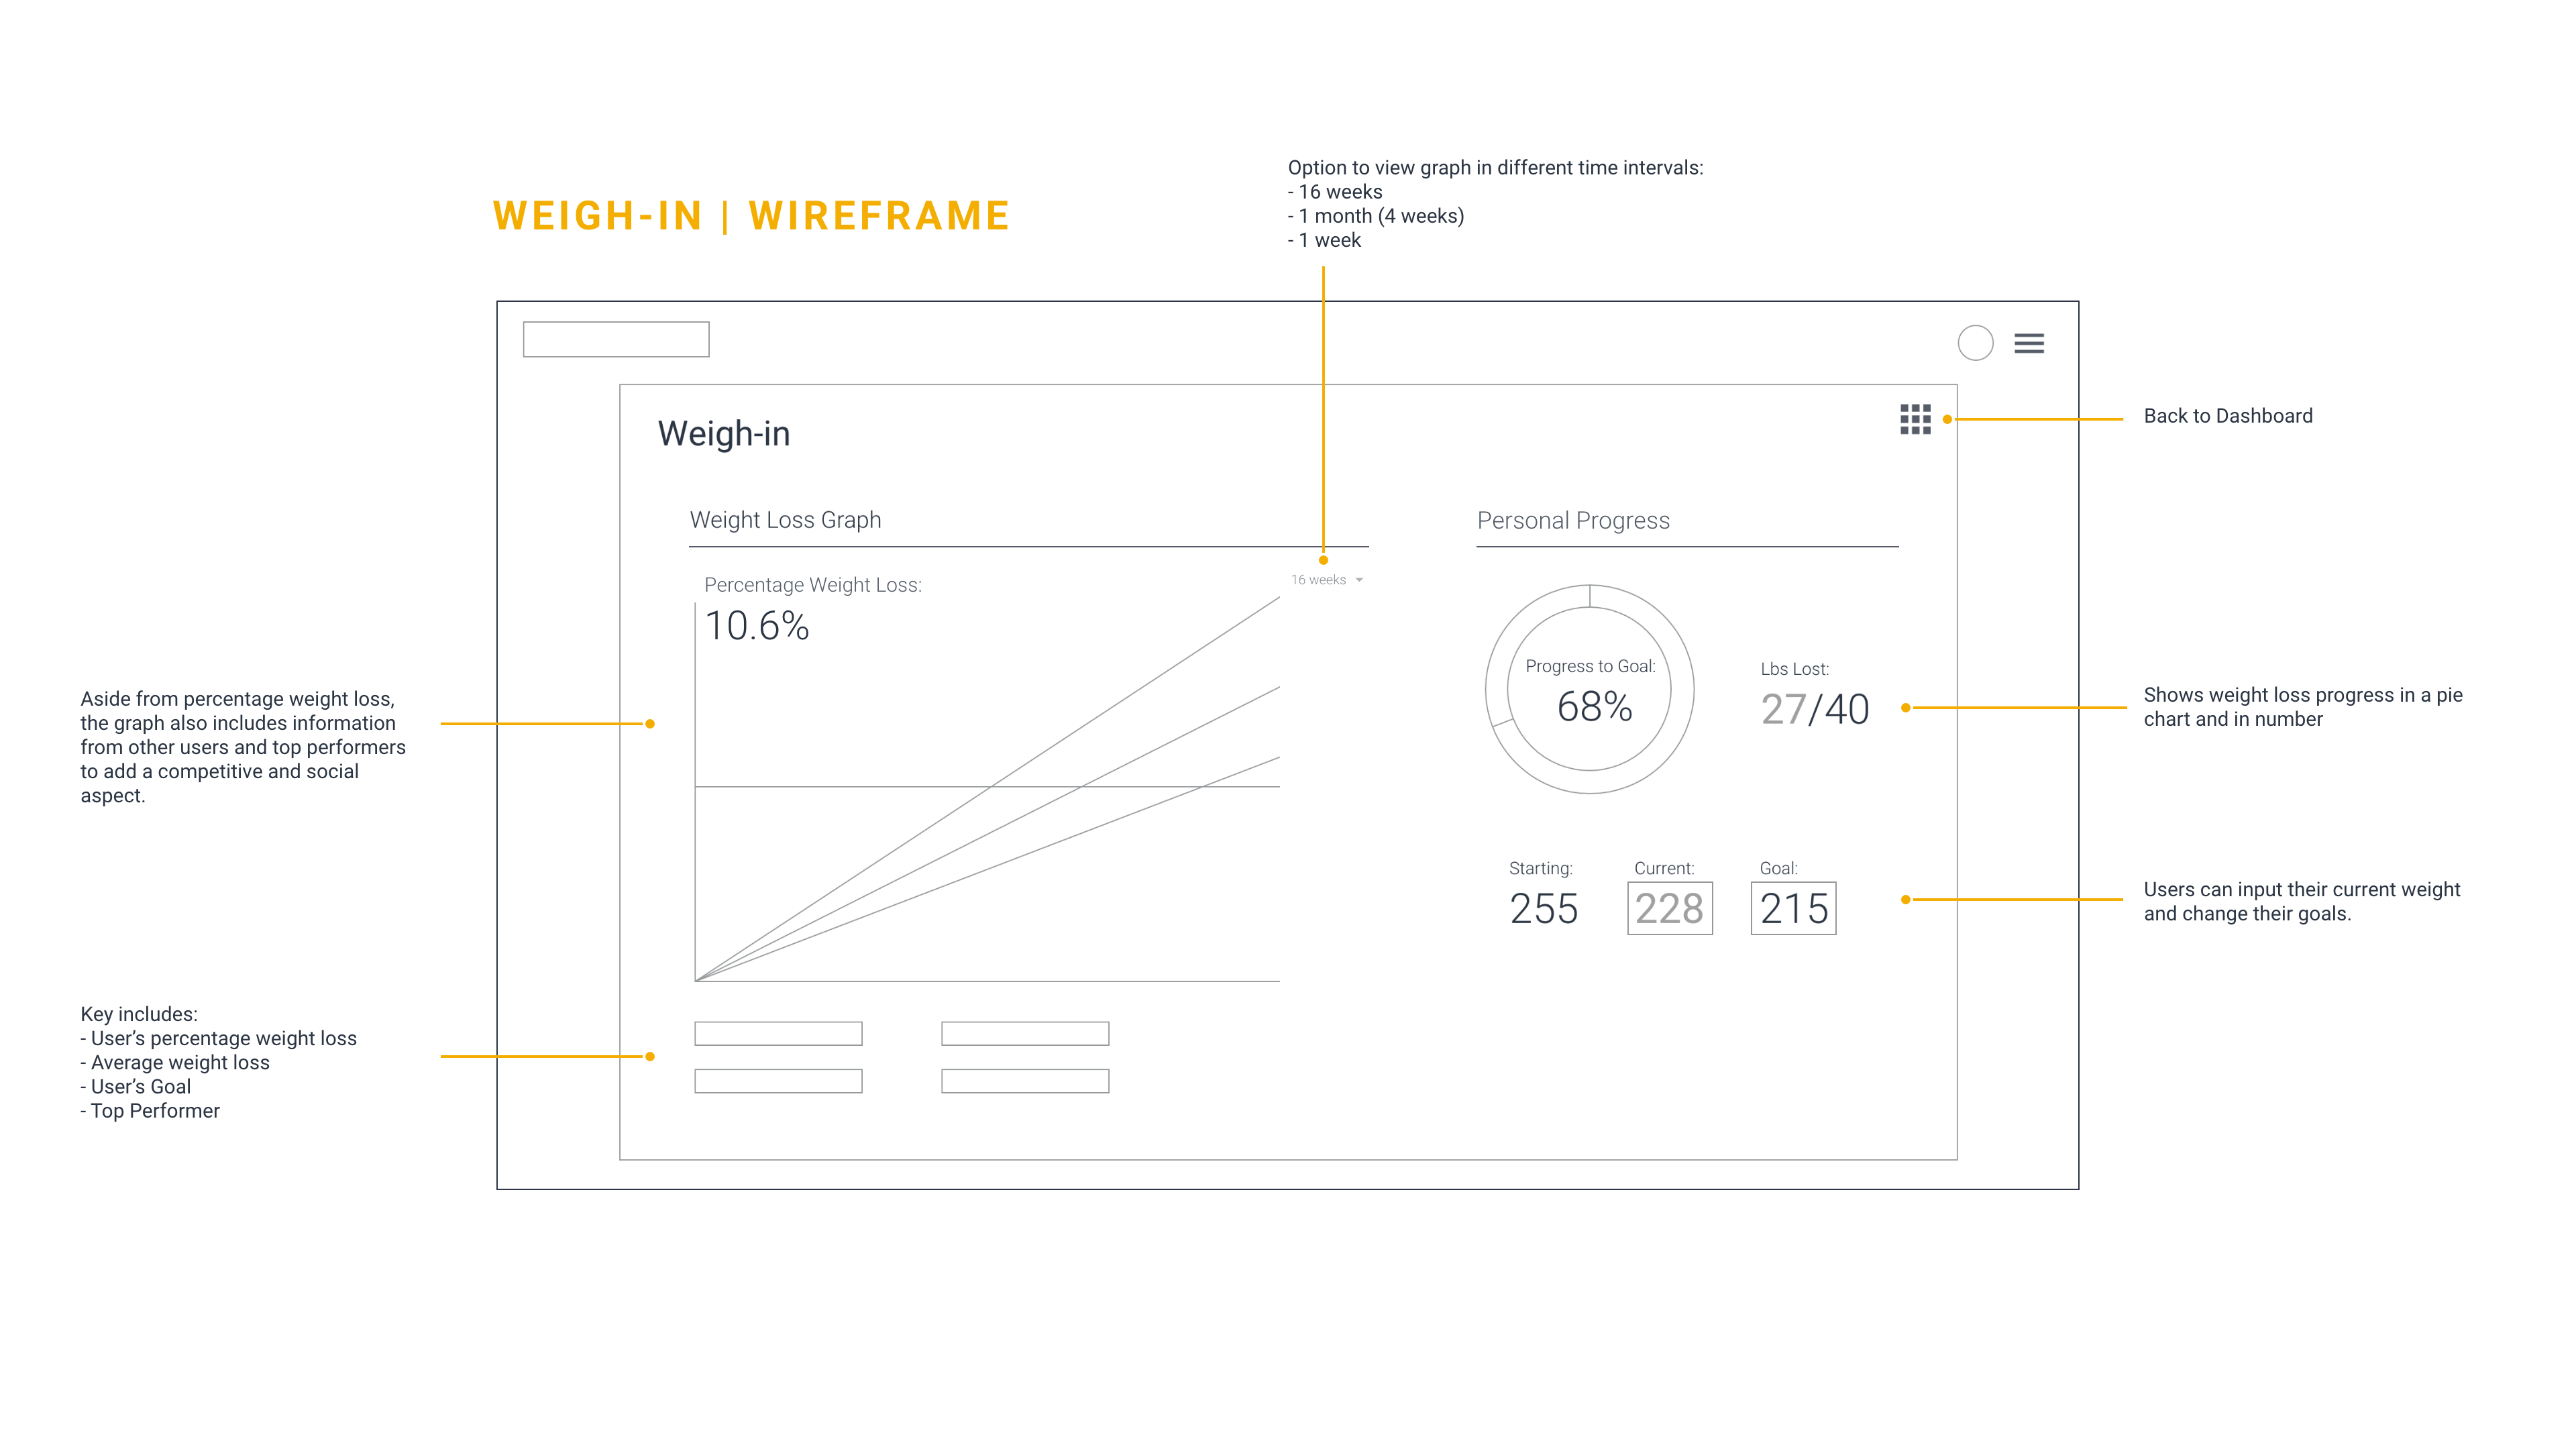 Option to view graph in different time intervals:
- 16 weeks
- 1 month (4 weeks)
- 1 week
WEIGH-IN | WIREFRAME
Weigh-in
Back to Dashboard
Weight Loss Graph
Personal Progress
Percentage Weight Loss:
10.6%
16 weeks
Progress to Goal:
68%
Lbs Lost:
27/40
Aside from percentage weight loss,
the graph also includes information
from other users and top performers
to add a competitive and social
aspect.
Shows weight loss progress in a pie
chart and in number
Starting:
255
Current:
228
Goal:
215
Users can input their current weight
and change their goals.
Key includes:
- User’s percentage weight loss
- Average weight loss
- User’s Goal
- Top Performer